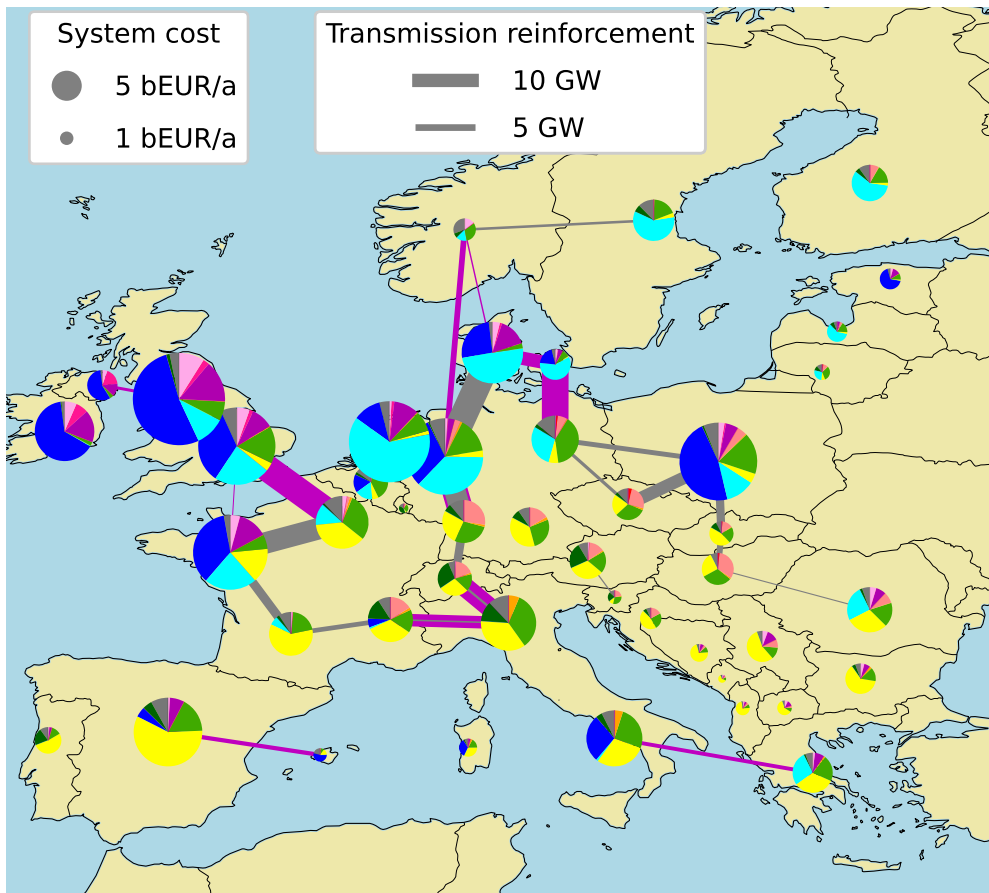 System cost
5 bEUR/a
1 bEUR/a
Transmission reinforcement
10 GW
5 GW